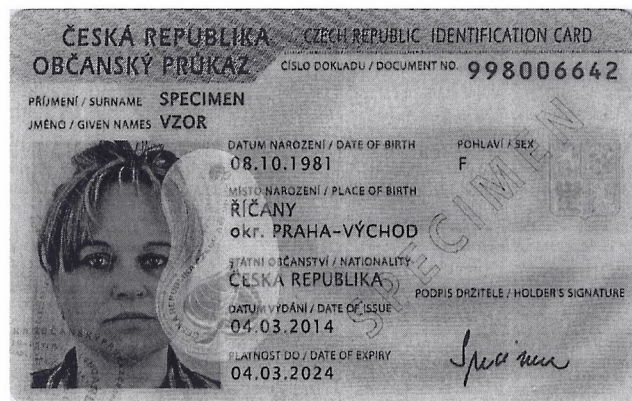 ČESKÁ REPUBLIKA CZECH REPUBLIC IDENTIFICATION CARD
OBČANSKÝ PRŮKAZ ČÍSLO DOKLADU / DOCUMENT NO. 998006642
PŘÍJMENÍ / SURNAME SPECIMEN
JMÉNO / GIVEN NAMES VZOR
DATUM NAROZENÍ / DATE OF BIRTH POHLAVÍ / SEX
08.10.1981 F
MÍSTO NAROZENÍ / PLACE OF BIRTH
ŘÍČANY
okr. PRAHA-VÝCHOD
STÁTNÍ OBČANSTVÍ / NATIONALITY
ČESKÁ REPUBLIKA
PODPIS DRŽITELE / HOLDER'S SIGNATURE
DATUM VYDÁNÍ / DATE OF ISSUE
04.03.2014
PLATNOST DO / DATE OF EXPIRY
04.03.2024
Specimen
SPECIMEN